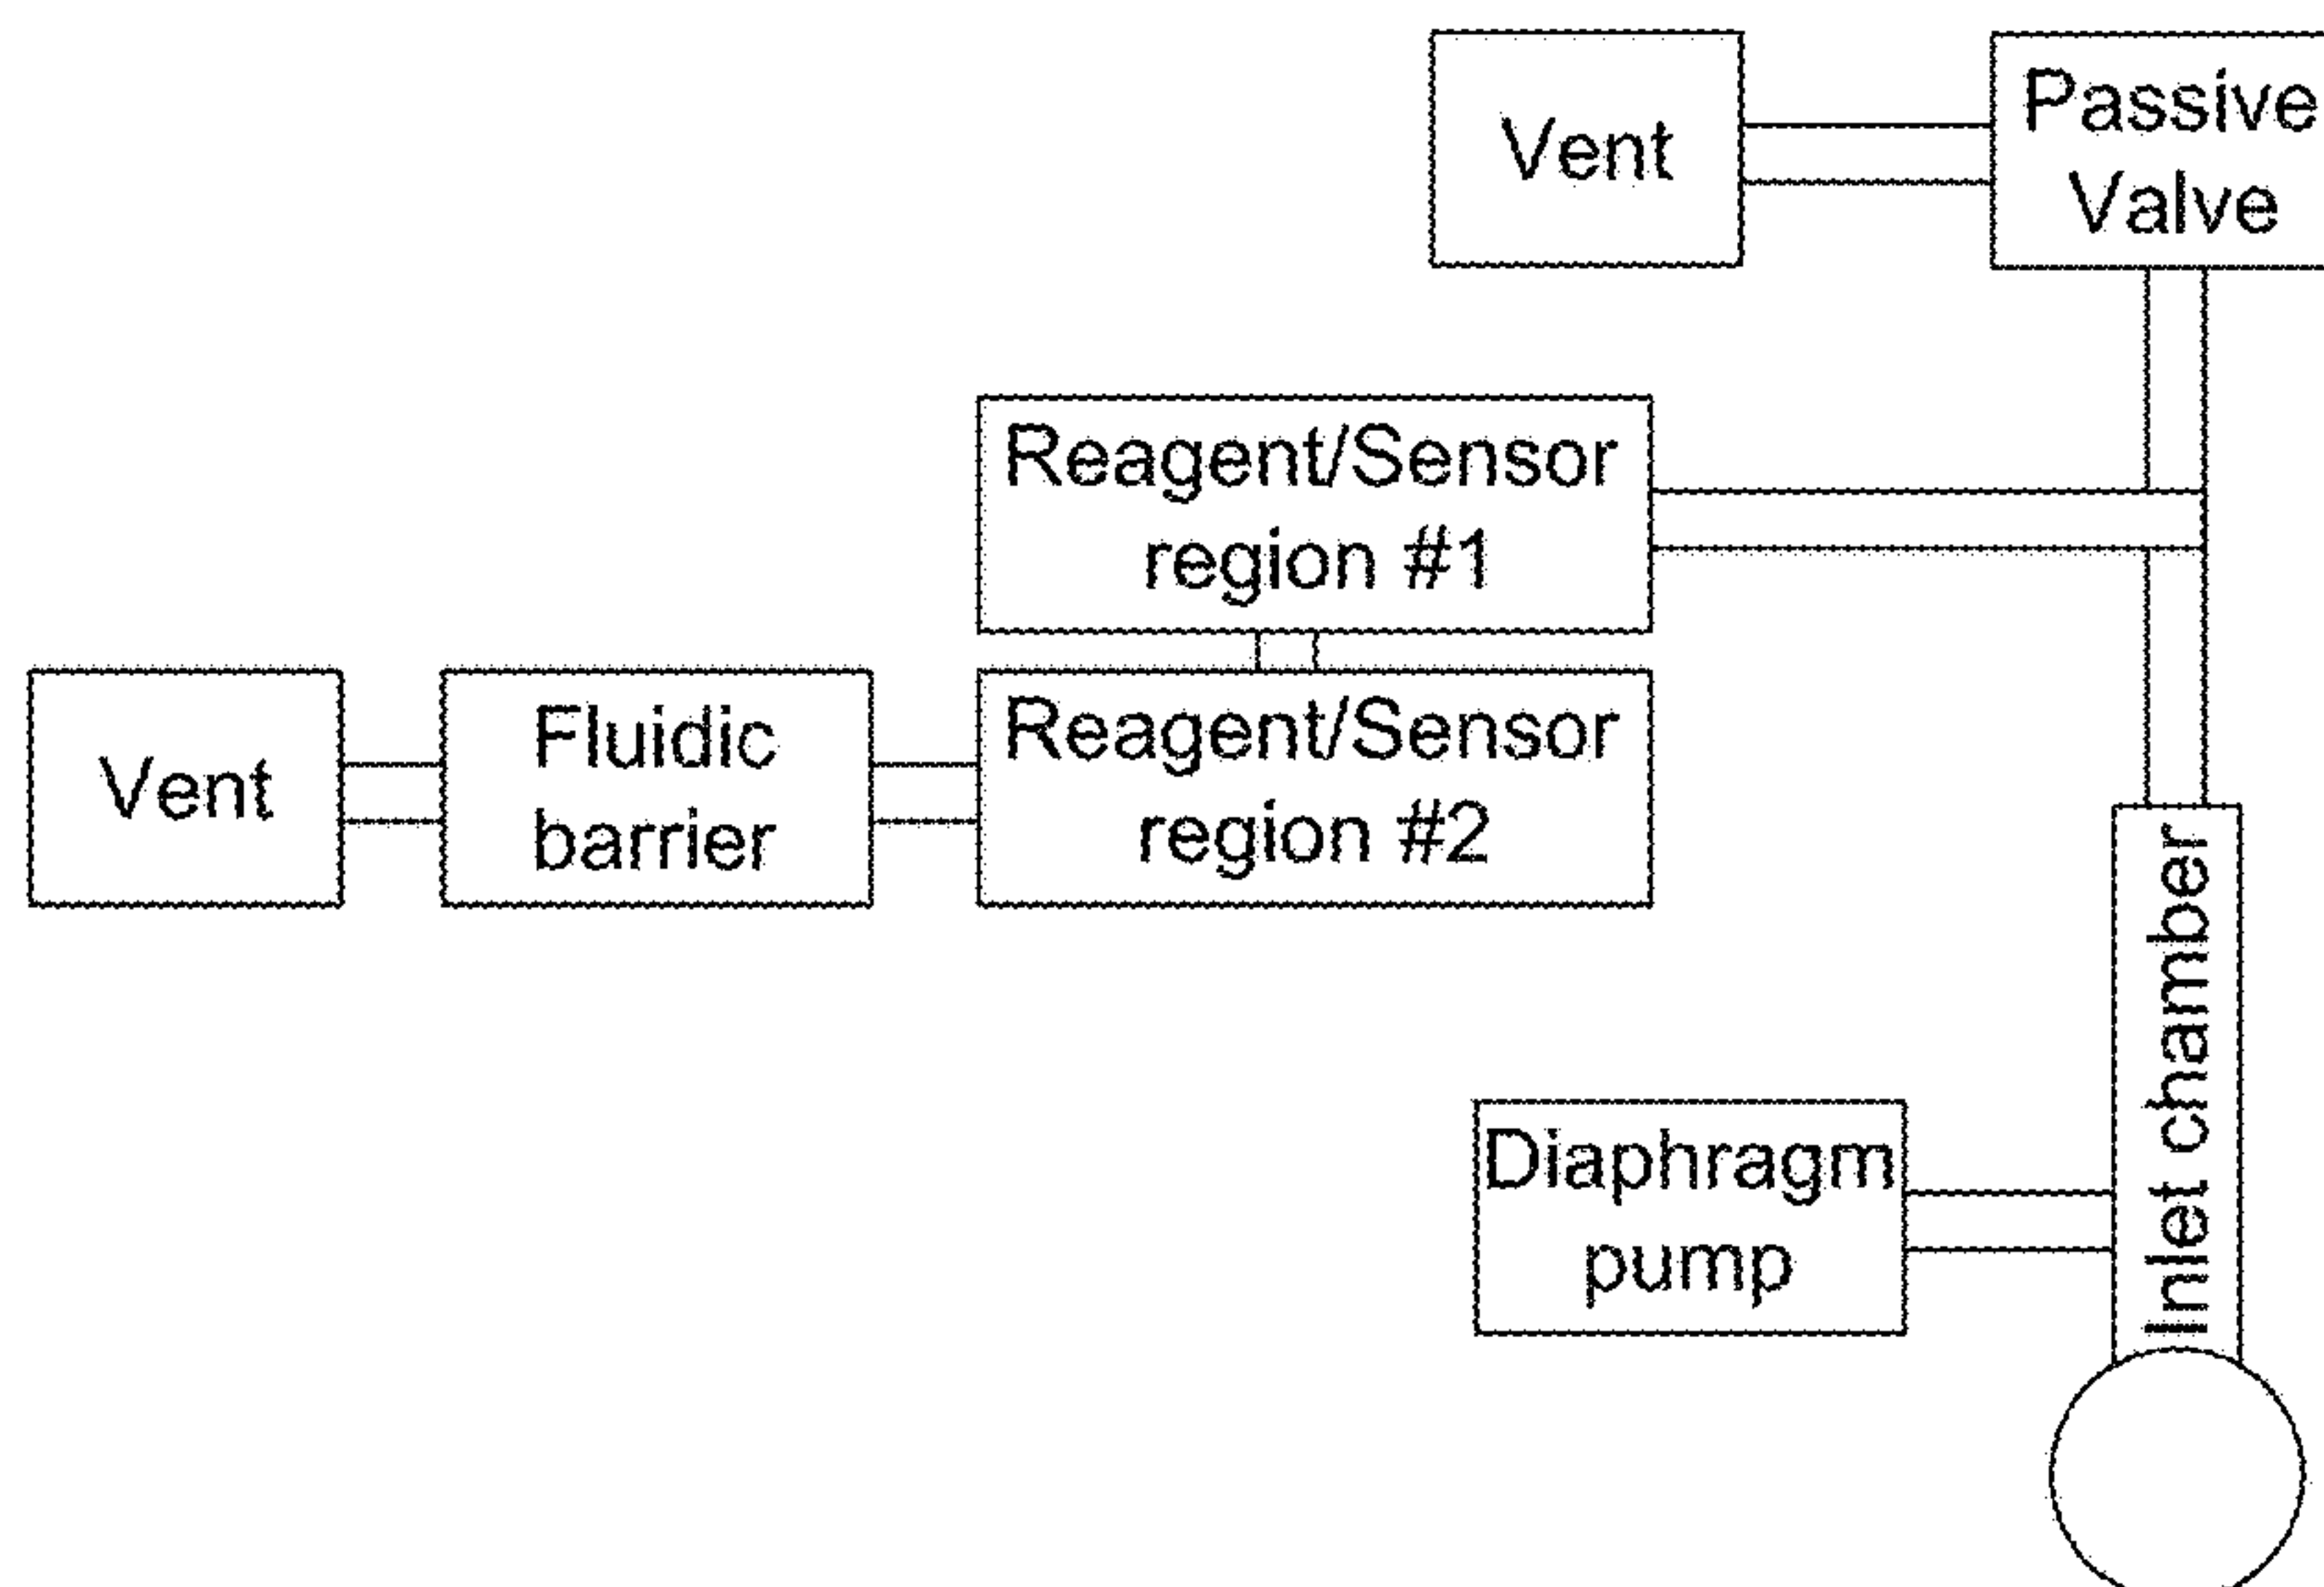 Vent
Passive
Valve
Reagent/Sensor
region #1
Vent
Fluidic
barrier
Reagent/Sensor
region #2
Inlet chamber
Diaphragm
pump